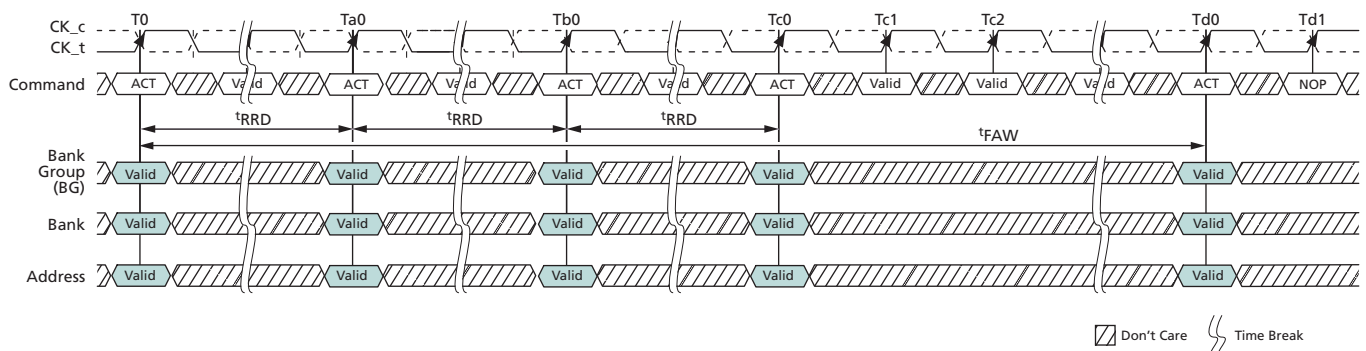 T0 Ta0 Tb0 Tc0 Tc1 Tc2 Td0 Td1
CK_c
CK_t
Command ACT Valid ACT Valid ACT Valid ACT Valid Valid Valid ACT NOP
tRRD tRRD tRRD
tFAW
Bank
Group
(BG)
Valid Valid Valid Valid Valid
Bank Valid Valid Valid Valid Valid
Address Valid Valid Valid Valid Valid
Don't Care Time Break